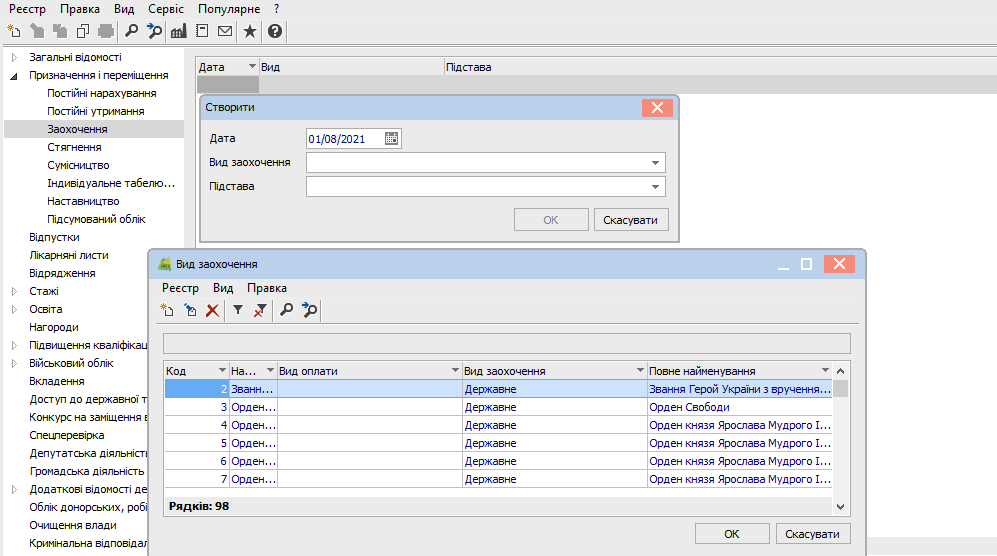 Реєстр Правка Вид Сервіс Популярне ?
Загальні відомості
Призначення і переміщення
Постійні нарахування
Постійні утримання
Заохочення
Стягнення
Сумісництво
Індивідуальне табелю...
Наставництво
Підсумований облік
Відпустки
Лікарняні листи
Відрядження
Стажі
Освіта
Нагороди
Підвищення кваліфікац
Військовий облік
Вкладення
Доступ до державної т
Конкурс на заміщення в
Спецперевірка
Депутатська діяльніст
Громадська діяльність
Додаткові відомості де
Облік донорських, робі
Очищення влади
Кримінальна відповідал
Дата Вид Підстава
Створити
Дата 01/08/2021
Вид заохочення
Підстава
ОК Скасувати
Вид заохочення
Реєстр Вид Правка
Код На... Вид оплати Вид заохочення Повне найменування
2 Званн... Державне Звання Герой України з вручення...
3 Орден... Державне Орден Свободи
4 Орден... Державне Орден князя Ярослава Мудрого I...
5 Орден... Державне Орден князя Ярослава Мудрого I...
6 Орден... Державне Орден князя Ярослава Мудрого I...
7 Орден... Державне Орден князя Ярослава Мудрого I...
Рядків: 98
ОК Скасувати